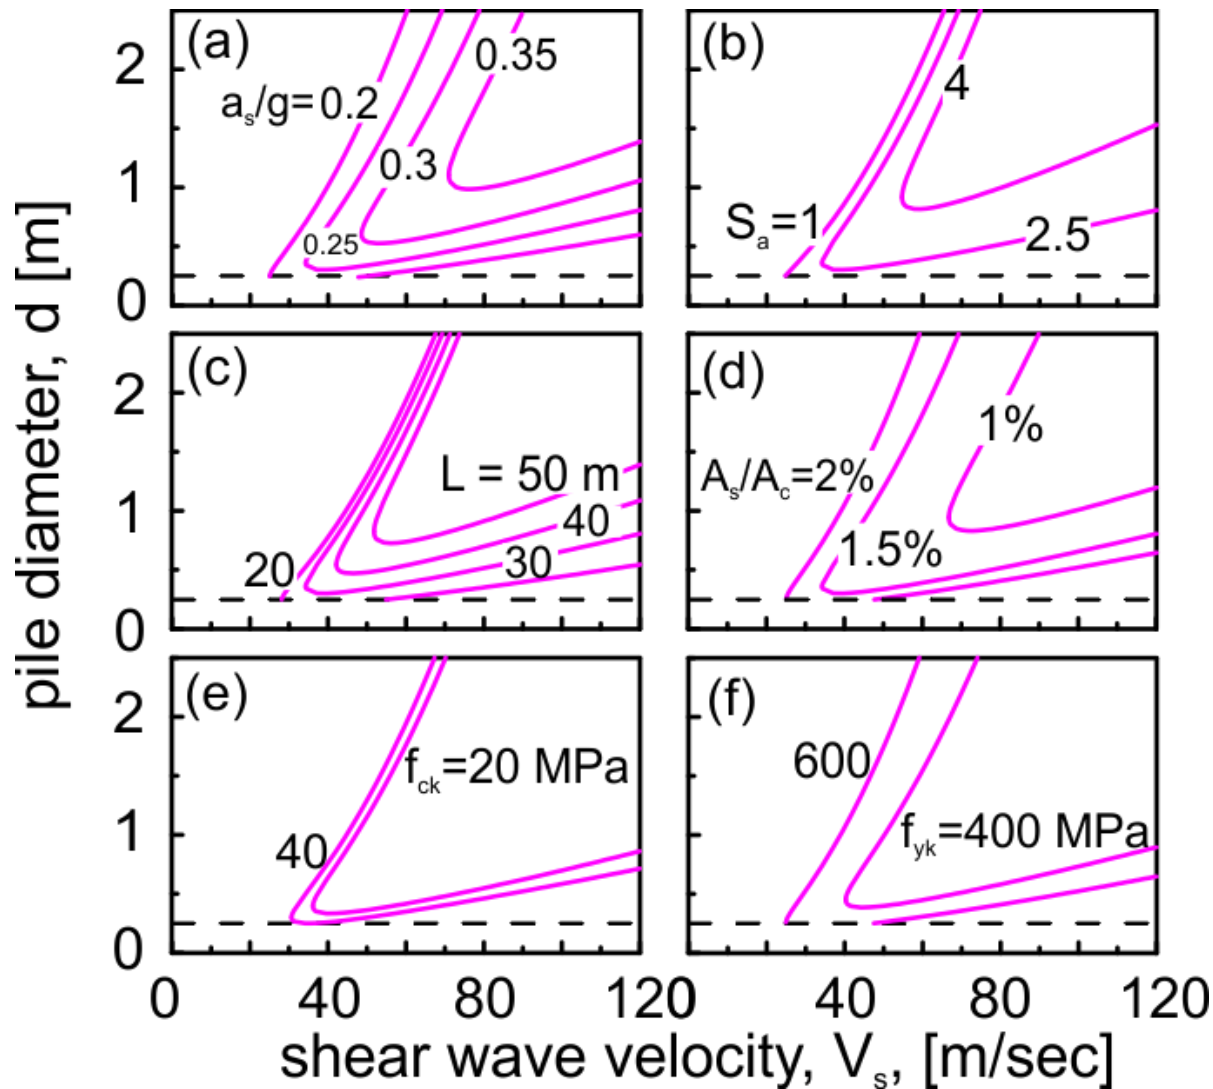 pile diameter, d [m]
(a)
a_s/g=0.2
0.25
0.3
0.35
2
1
0
(b)
S_a=1
2.5
4
(c)
L = 50 m
40
30
20
2
1
0
(d)
A_s/A_c=2%
1.5%
1%
(e)
f_ck=20 MPa
40
2
1
0
(f)
600
f_yk=400 MPa
0 40 80 120
0 40 80 120
shear wave velocity, V_s, [m/sec]